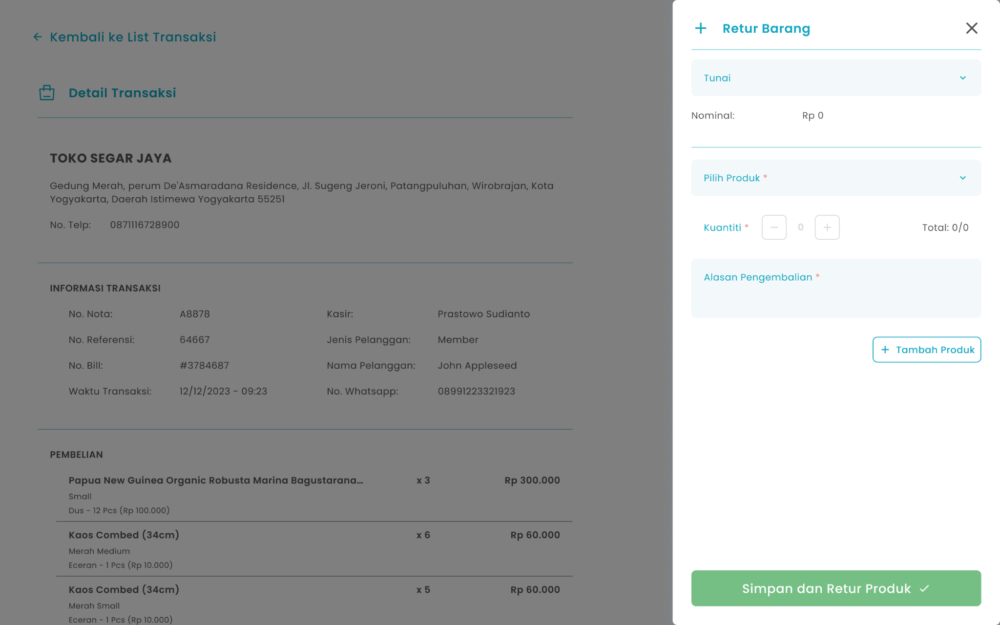 Kembali ke List Transaksi
Detail Transaksi
TOKO SEGAR JAYA
Gedung Merah, perum De'Asmaradana Residence, Jl. Sugeng Jeroni, Patangpuluhan, Wirobrajan, Kota
Yogyakarta, Daerah Istimewa Yogyakarta 55251
No. Telp: 0871116728900
INFORMASI TRANSAKSI
No. Nota: A8878 Kasir: Prastowo Sudianto
No. Referensi: 64667 Jenis Pelanggan: Member
No. Bill: #3784687 Nama Pelanggan: John Appleseed
Waktu Transaksi: 12/12/2023 - 09:23 No. Whatsapp: 08991223321923
PEMBELIAN
Papua New Guinea Organic Robusta Marina Bagustarana... x 3 Rp 300.000
Small
Dus - 12 Pcs (Rp 100.000)
Kaos Combed (34cm) x 6 Rp 60.000
Merah Medium
Eceran - 1 Pcs (Rp 10.000)
Kaos Combed (34cm) x 5 Rp 60.000
Merah Small
Eceran - 1 Pcs (Rp 10.000)
Retur Barang
Tunai
Nominal: Rp 0
Pilih Produk *
Kuantiti * 0 Total: 0/0
Alasan Pengembalian *
Tambah Produk
Simpan dan Retur Produk